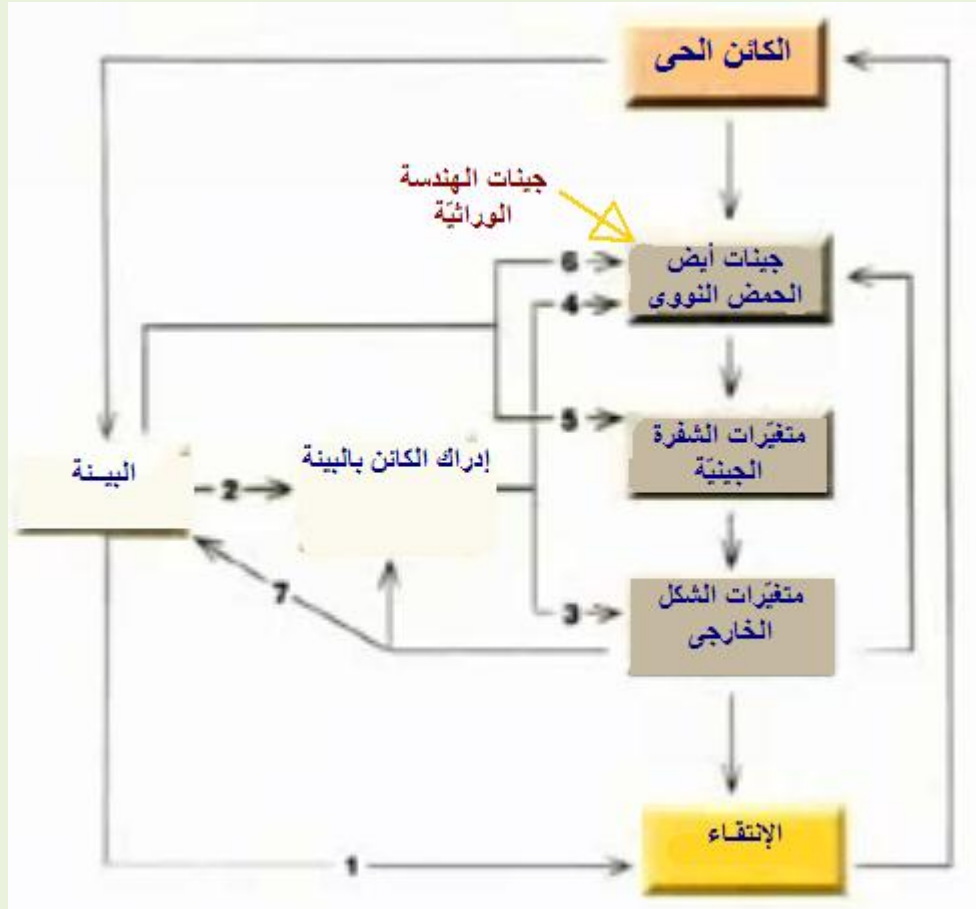 الكائن الحى
جينات الهندسة
الوراثيّة
جينات أيض
الحمض النووى
6
4
متغيّرات الشفرة
الجينيّة
5
إدراك الكائن بالبيئة
البيــئة
2
متغيّرات الشكل
الخارجى
3
7
الإنتقاء
1